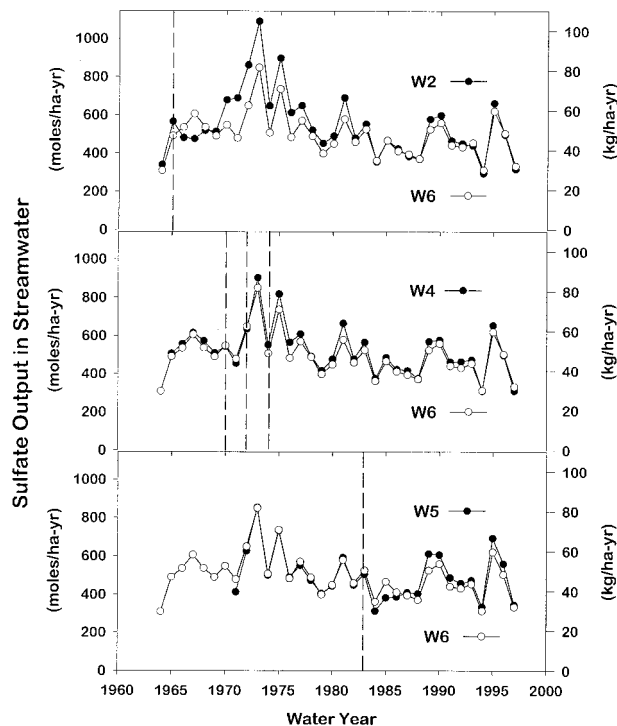 Sulfate Output in Streamwater
(moles/ha-yr)
1000
800
600
400
200
0
W2
W6
100
80
60
40
20
0
(kg/ha-yr)
(moles/ha-yr)
1000
800
600
400
200
0
W4
W6
100
80
60
40
20
0
(kg/ha-yr)
(moles/ha-yr)
1000
800
600
400
200
0
W5
W6
100
80
60
40
20
0
(kg/ha-yr)
1960 1965 1970 1975 1980 1985 1990 1995 2000
Water Year